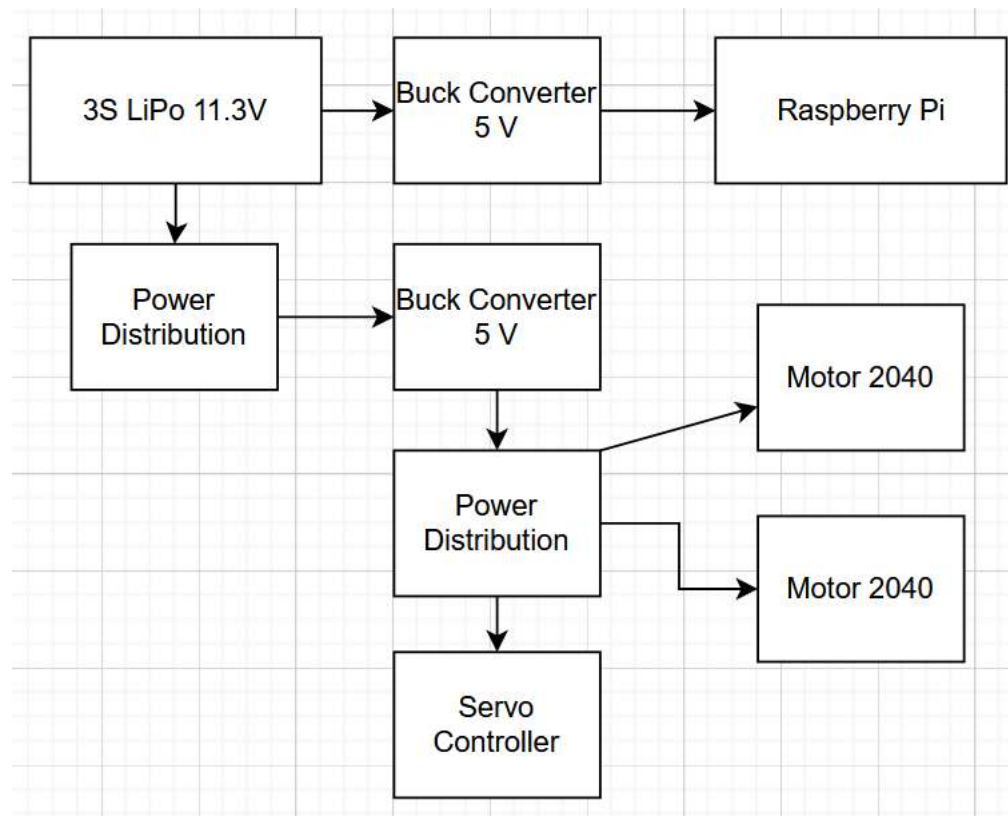 3S LiPo 11.3V
Buck Converter
5 V
Raspberry Pi
Power
Distribution
Buck Converter
5 V
Motor 2040
Power
Distribution
Motor 2040
Servo
Controller